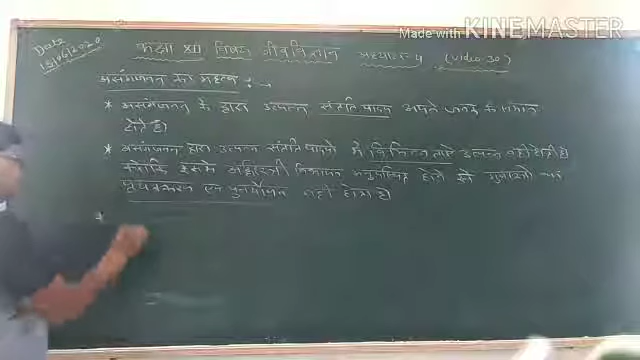 Made with KINEMASTER
Date 15/06/2020
कक्षा XII विषय जीवविज्ञान अध्याय 4 (video 30)
असंगजनन का महत्व :-
* असंगजनन के द्वारा उत्पन्न संतति पादप अपने जनक के समान
होते है।
* असंगजनन द्वारा उत्पन्न संतति पादपो मे विभिन्नताएं उत्पन्न नही होती है
क्योंकि इसमे अर्द्धसूत्री विभाजन अनुपस्थित होने से गुणसूत्रो का
पृथक्करण एवं पुनर्योजन नही होता है
*